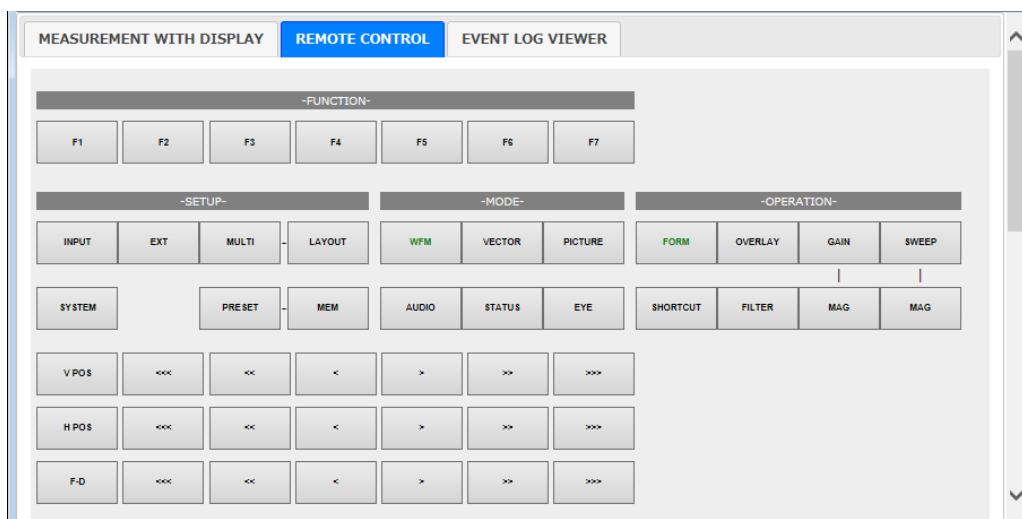 MEASUREMENT WITH DISPLAY REMOTE CONTROL EVENT LOG VIEWER
-FUNCTION-
F1 F2 F3 F4 F5 F6 F7
-SETUP- -MODE- -OPERATION-
INPUT EXT MULTI - LAYOUT WFM VECTOR PICTURE FORM OVERLAY GAIN SWEEP
| |
SYSTEM PRESET - MEM AUDIO STATUS EYE SHORTCUT FILTER MAG MAG
V POS <<< << < > >> >>>
H POS <<< << < > >> >>>
F-D <<< << < > >> >>>